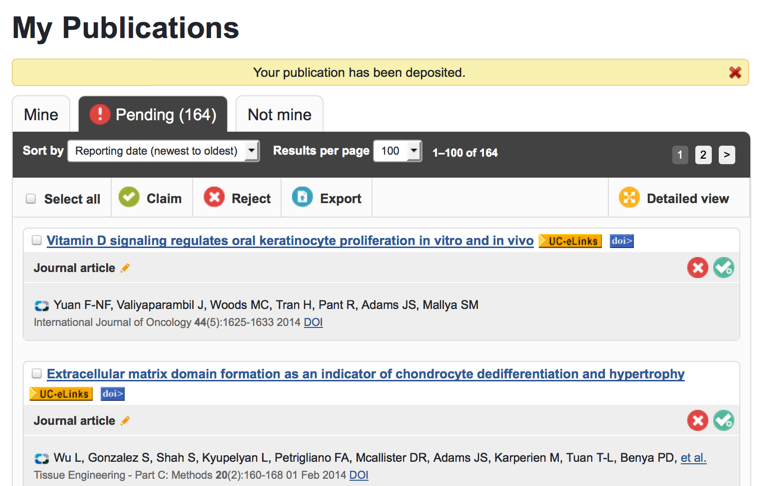 My Publications
Your publication has been deposited.
Mine
Pending (164)
Not mine
Sort by Reporting date (newest to oldest) Results per page 100 1–100 of 164 1 2 >
Select all Claim Reject Export Detailed view
Vitamin D signaling regulates oral keratinocyte proliferation in vitro and in vivo UC-eLinks doi>
Journal article
Yuan F-NF, Valiyaparambil J, Woods MC, Tran H, Pant R, Adams JS, Mallya SM
International Journal of Oncology 44(5):1625-1633 2014 DOI
Extracellular matrix domain formation as an indicator of chondrocyte dedifferentiation and hypertrophy
UC-eLinks doi>
Journal article
Wu L, Gonzalez S, Shah S, Kyupelyan L, Petrigliano FA, Mcallister DR, Adams JS, Karperien M, Tuan T-L, Benya PD, et al.
Tissue Engineering - Part C: Methods 20(2):160-168 01 Feb 2014 DOI